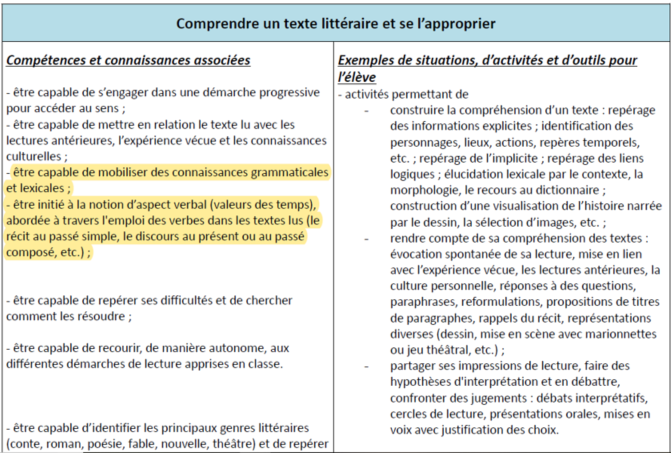 Comprendre un texte littéraire et se l'approprier
Compétences et connaissances associées
- être capable de s'engager dans une démarche progressive
pour accéder au sens ;
- être capable de mettre en relation le texte lu avec les
lectures antérieures, l'expérience vécue et les connaissances
culturelles ;
- être capable de mobiliser des connaissances grammaticales
et lexicales ;
- être initié à la notion d'aspect verbal (valeurs des temps),
abordée à travers l'emploi des verbes dans les textes lus (le
récit au passé simple, le discours au présent ou au passé
composé, etc.) ;
- être capable de repérer ses difficultés et de chercher
comment les résoudre ;
- être capable de recourir, de manière autonome, aux
différentes démarches de lecture apprises en classe.
- être capable d'identifier les principaux genres littéraires
(conte, roman, poésie, fable, nouvelle, théâtre) et de repérer
Exemples de situations, d'activités et d'outils pour
l'élève
- activités permettant de
- construire la compréhension d'un texte : repérage
des informations explicites ; identification des
personnages, lieux, actions, repères temporels,
etc. ; repérage de l'implicite ; repérage des liens
logiques ; élucidation lexicale par le contexte, la
morphologie, le recours au dictionnaire ;
construction d'une visualisation de l'histoire narrée
par le dessin, la sélection d'images, etc. ;
- rendre compte de sa compréhension des textes :
évocation spontanée de sa lecture, mise en lien
avec l'expérience vécue, les lectures antérieures, la
culture personnelle, réponses à des questions,
paraphrases, reformulations, propositions de titres
de paragraphes, rappels du récit, représentations
diverses (dessin, mise en scène avec marionnettes
ou jeu théâtral, etc.) ;
- partager ses impressions de lecture, faire des
hypothèses d'interprétation et en débattre,
confronter des jugements : débats interprétatifs,
cercles de lecture, présentations orales, mises en
voix avec justification des choix.